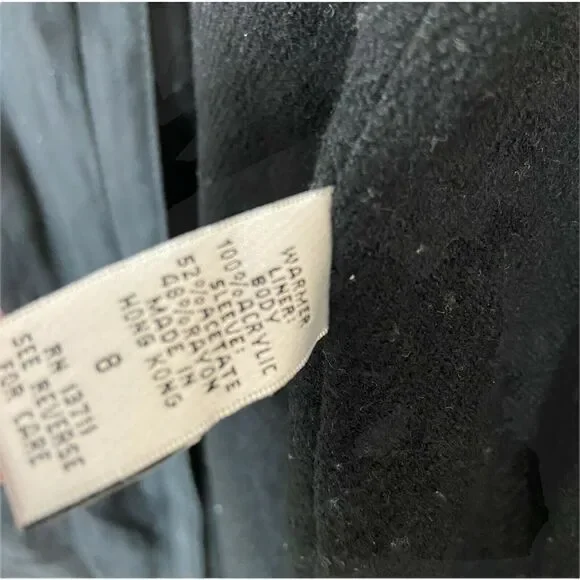 WARMER
LINER:
BODY
100% ACRYLIC
SLEEVE:
52% ACETATE
48% RAYON
MADE IN
HONG KONG
8
RN 13711
SEE REVERSE
FOR CARE